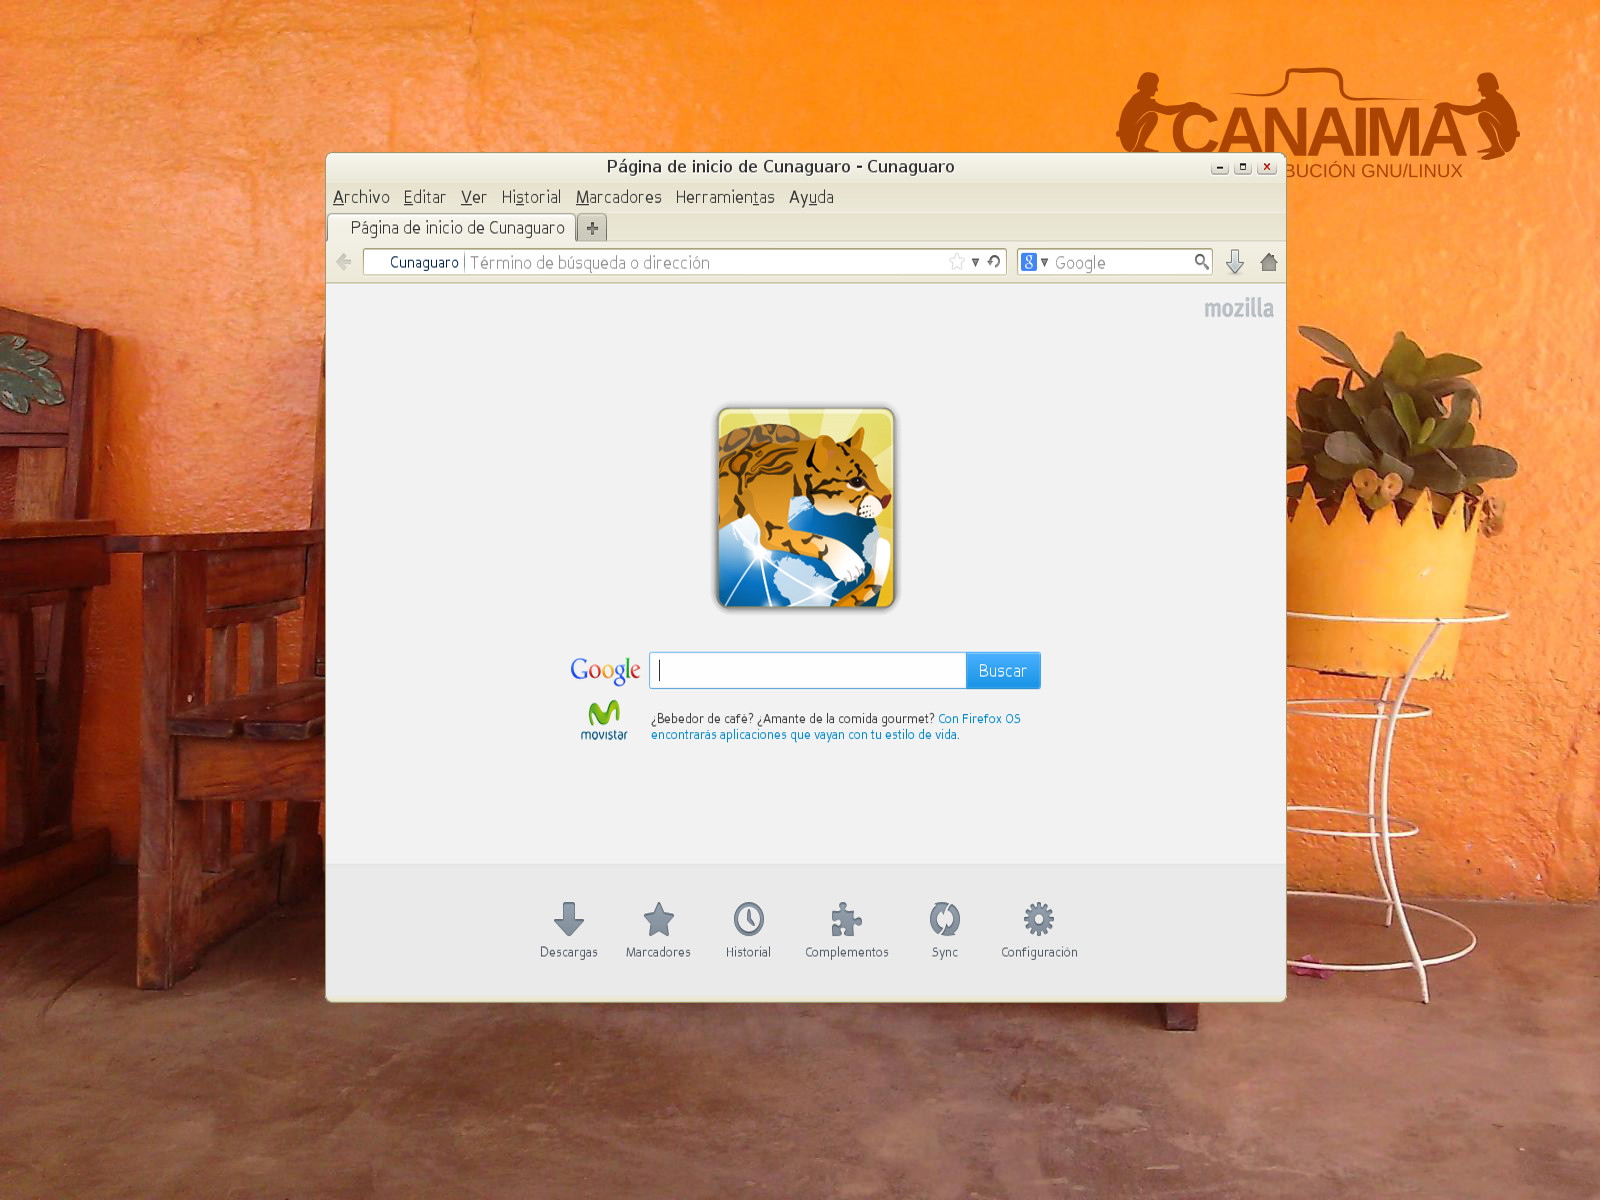 CANAIMA
BUCIÓN GNU/LINUX
Página de inicio de Cunaguaro - Cunaguaro
Archivo Editar Ver Historial Marcadores Herramientas Ayuda
Página de inicio de Cunaguaro
Cunaguaro Término de búsqueda o dirección Google
mozilla
Google Buscar
movistar
¿Bebedor de café? ¿Amante de la comida gourmet? Con Firefox OS
encontrarás aplicaciones que vayan con tu estilo de vida.
Descargas Marcadores Historial Complementos Sync Configuración